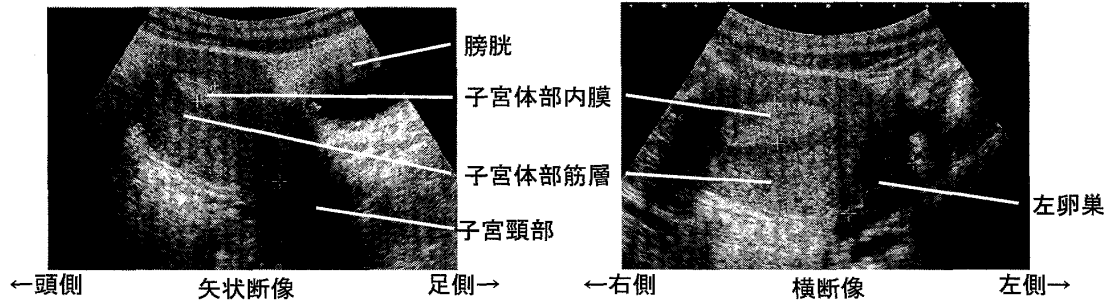 膀胱
子宮体部内膜
子宮体部筋層
子宮頸部
左卵巣
←頭側 矢状断像 足側→
←右側 横断像 左側→